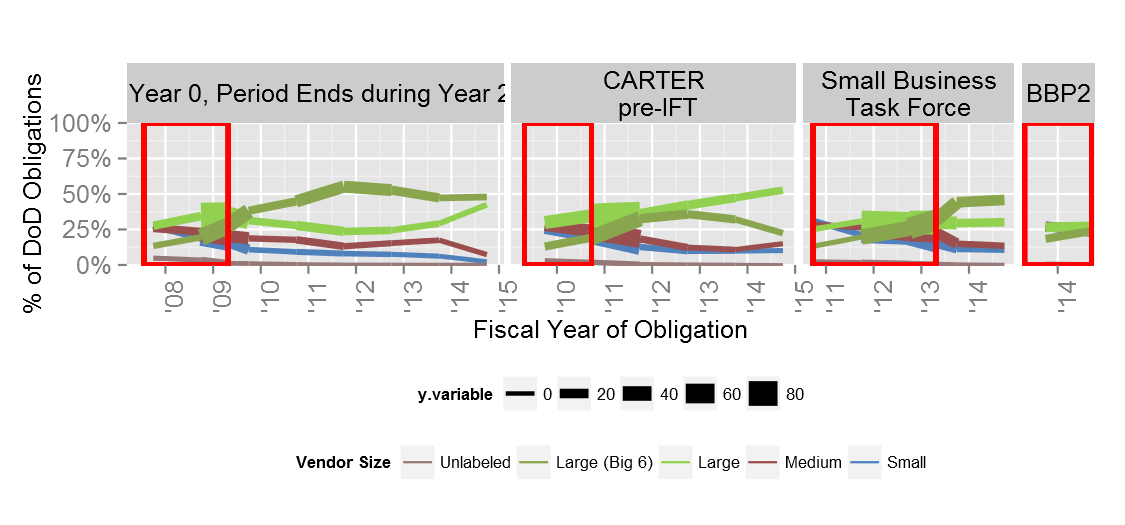 Year 0, Period Ends during Year 2
CARTER
pre-IFT
Small Business
Task Force
BBP2
% of DoD Obligations
100%
75%
50%
25%
0%
'08 '09 '10 '11 '12 '13 '14 '15
'10 '11 '12 '13 '14 '15
'11 '12 '13 '14
'14
Fiscal Year of Obligation
y.variable 0 20 40 60 80
Vendor Size Unlabeled Large (Big 6) Large Medium Small